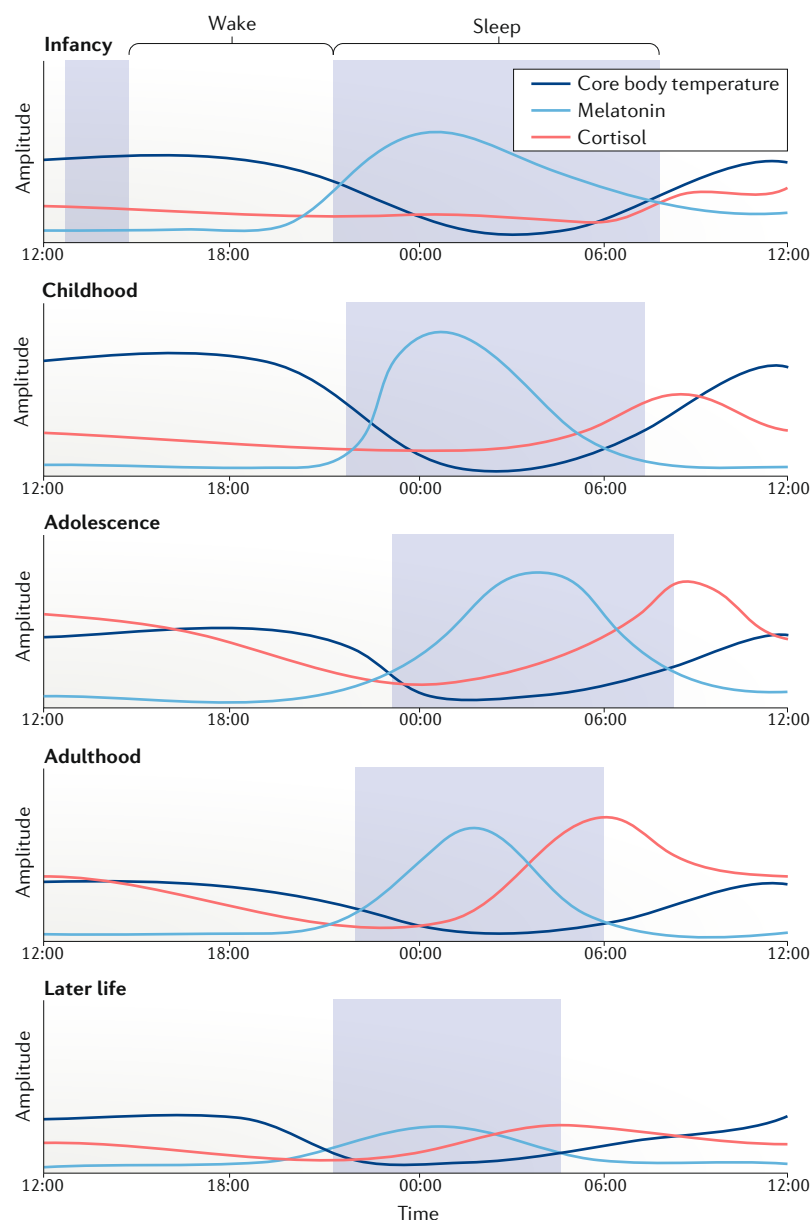 Wake
Sleep
Infancy
Core body temperature
Melatonin
Cortisol
Amplitude
12:00 18:00 00:00 06:00 12:00
Childhood
Amplitude
12:00 18:00 00:00 06:00 12:00
Adolescence
Amplitude
12:00 18:00 00:00 06:00 12:00
Adulthood
Amplitude
12:00 18:00 00:00 06:00 12:00
Later life
Amplitude
12:00 18:00 00:00 06:00 12:00
Time